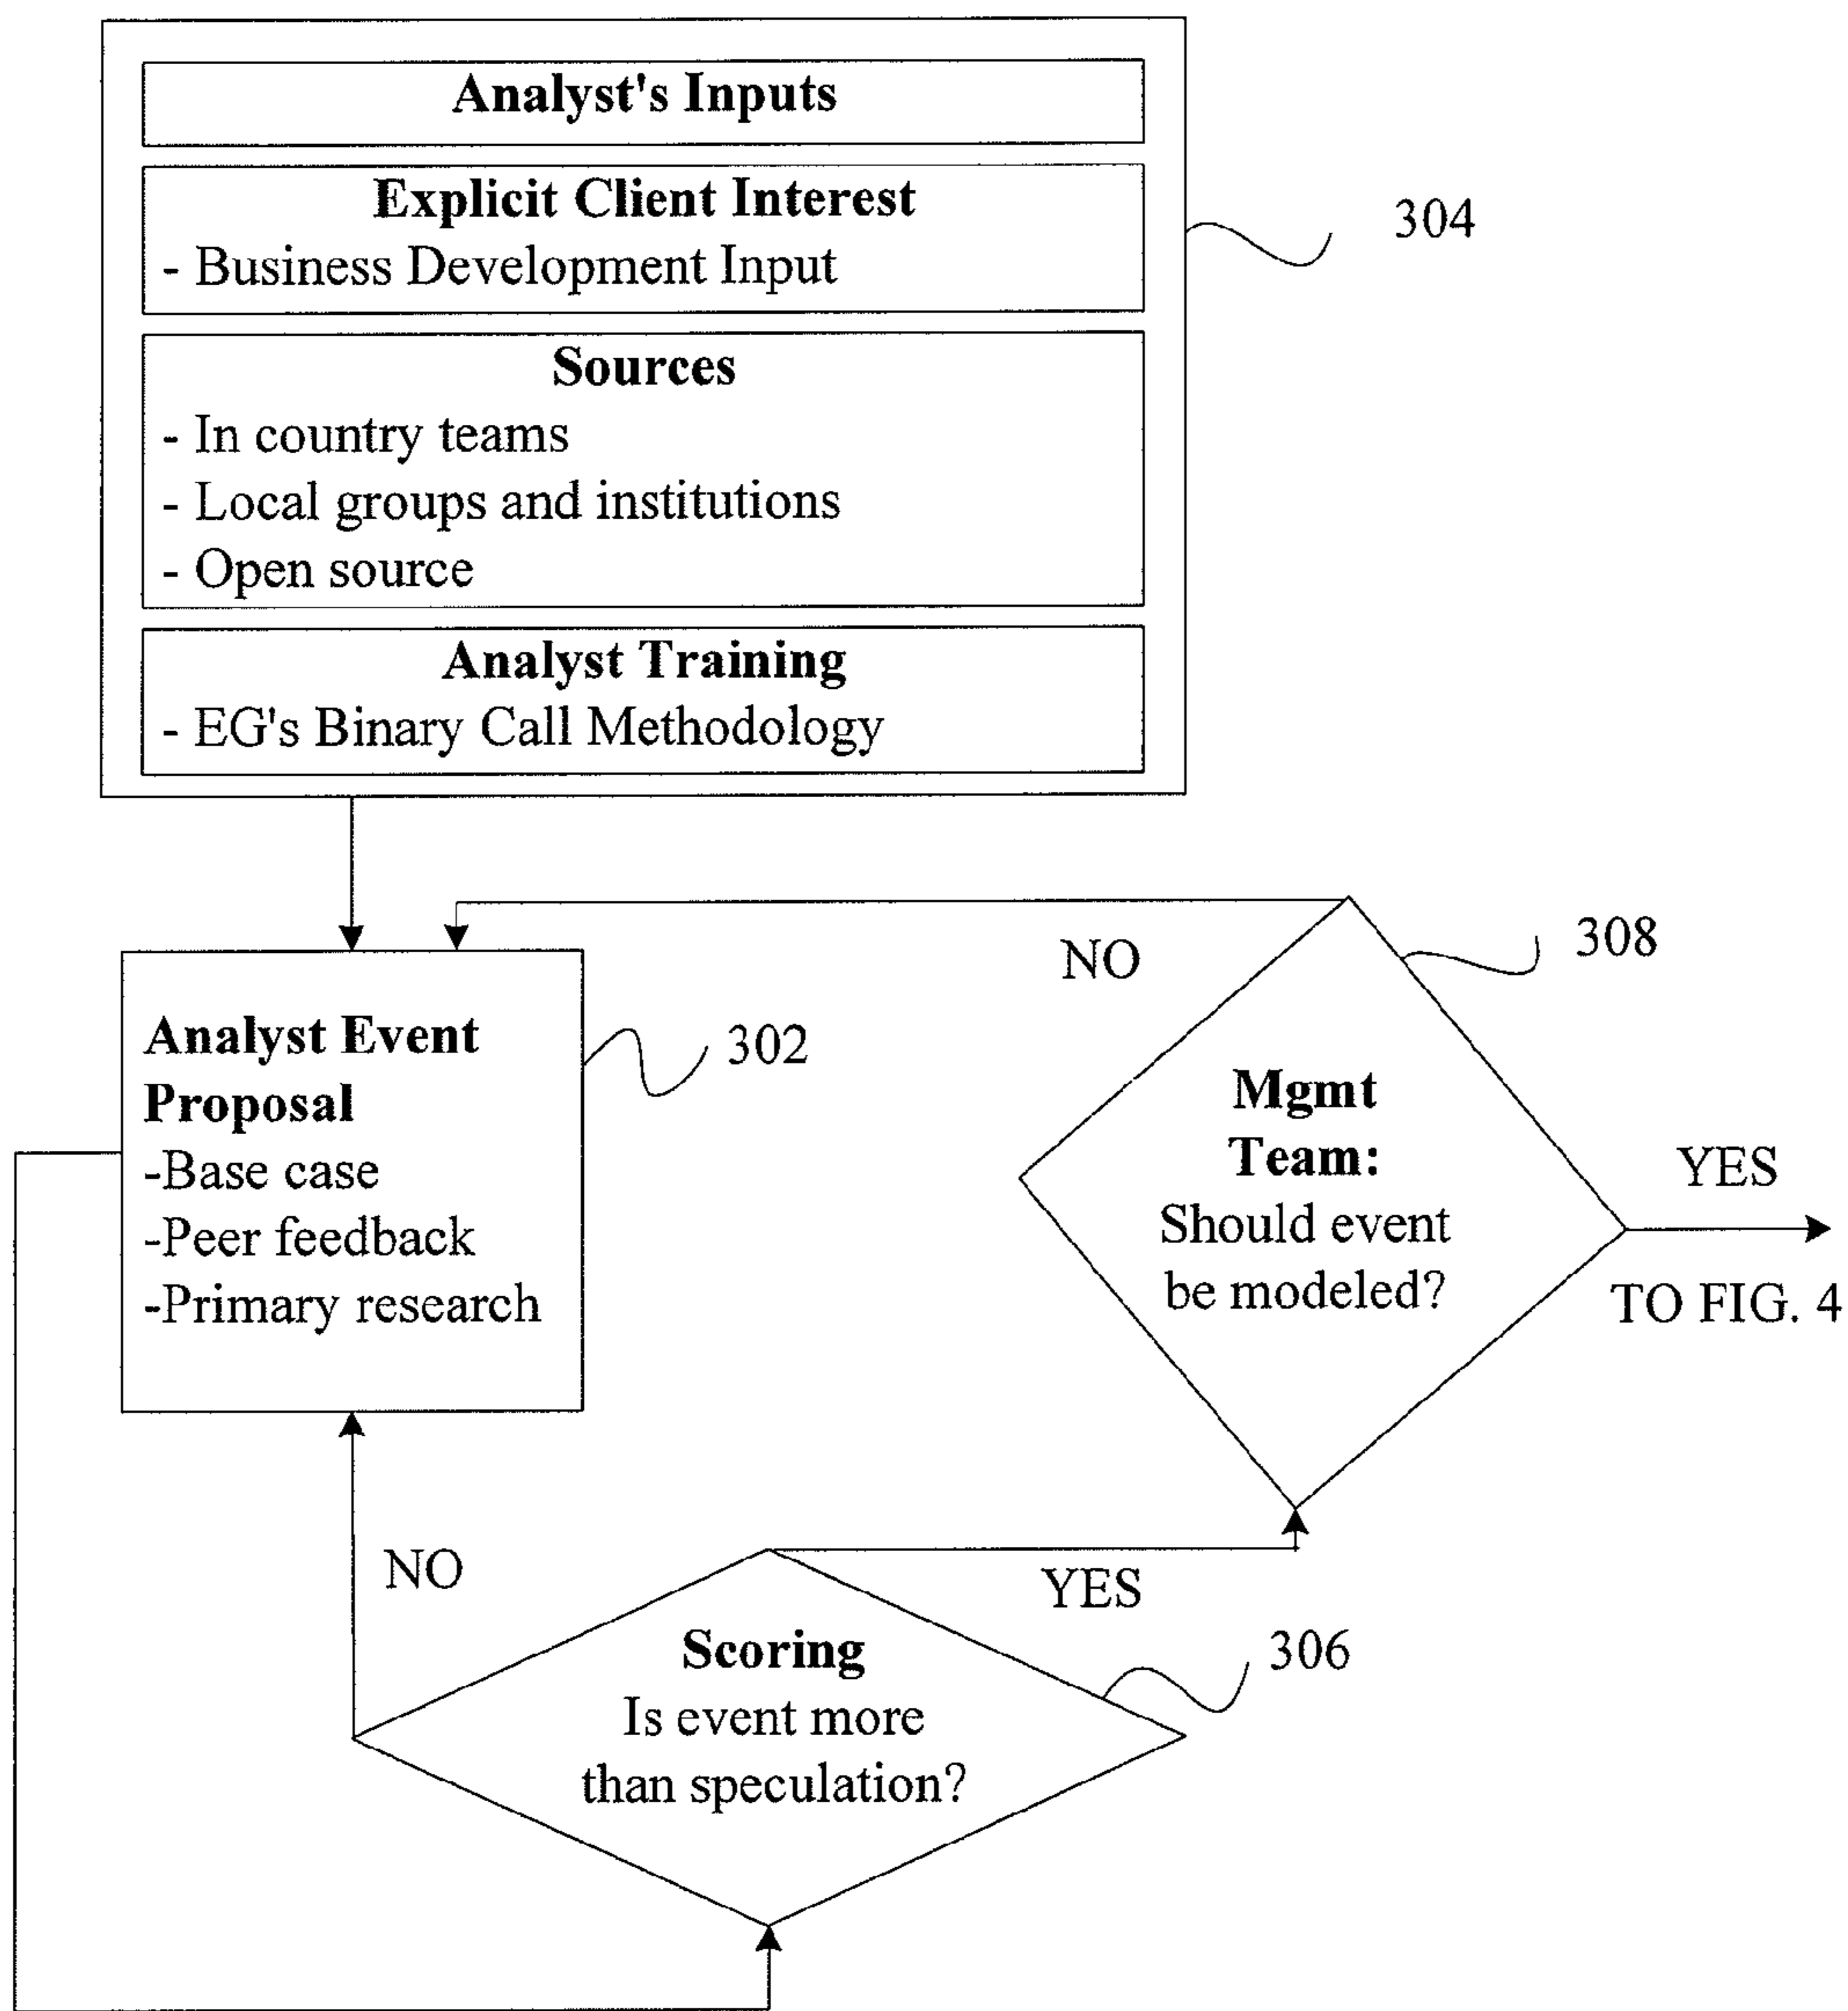 Analyst's Inputs
Explicit Client Interest
- Business Development Input
304
Sources
- In country teams
- Local groups and institutions
- Open source
Analyst Training
- EG's Binary Call Methodology
Analyst Event
Proposal
-Base case
-Peer feedback
-Primary research
302
NO
308
Mgmt
Team:
Should event
be modeled?
YES
TO FIG. 4
NO
YES
Scoring
Is event more
than speculation?
306